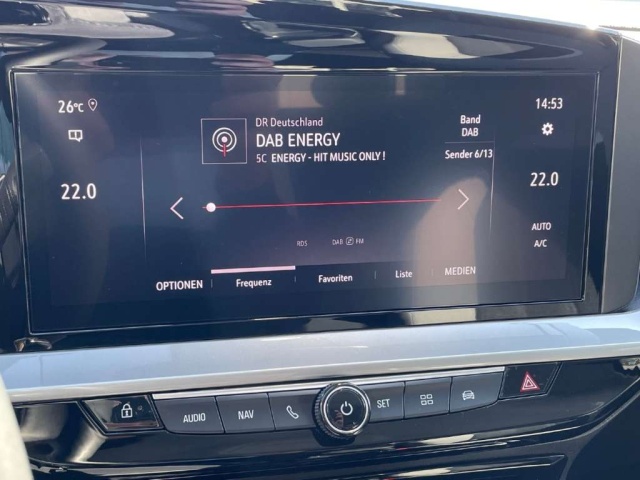 26°C
14:53
DR Deutschland
DAB ENERGY
5C ENERGY - HIT MUSIC ONLY !
Band
DAB
Sender 6/13
22.0
22.0
AUTO
A/C
RDS
DAB FM
OPTIONEN
Frequenz
Favoriten
Liste
MEDIEN
AUDIO
NAV
SET